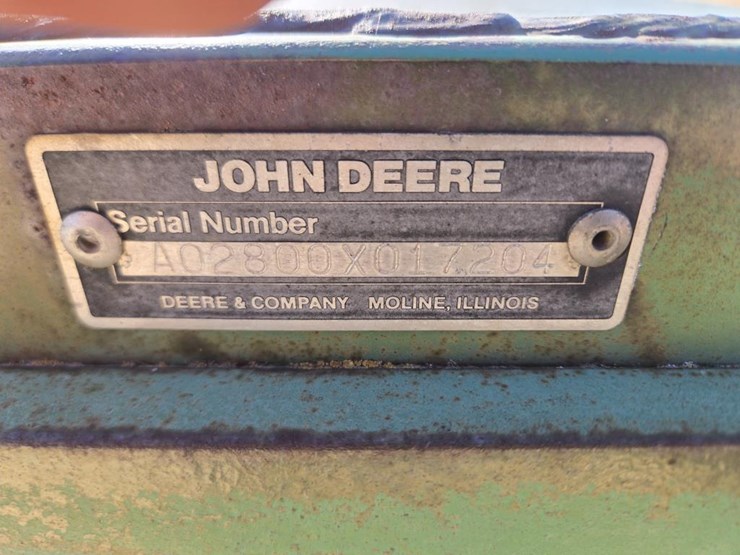 JOHN DEERE
Serial Number
A02800X017204
DEERE & COMPANY MOLINE, ILLINOIS